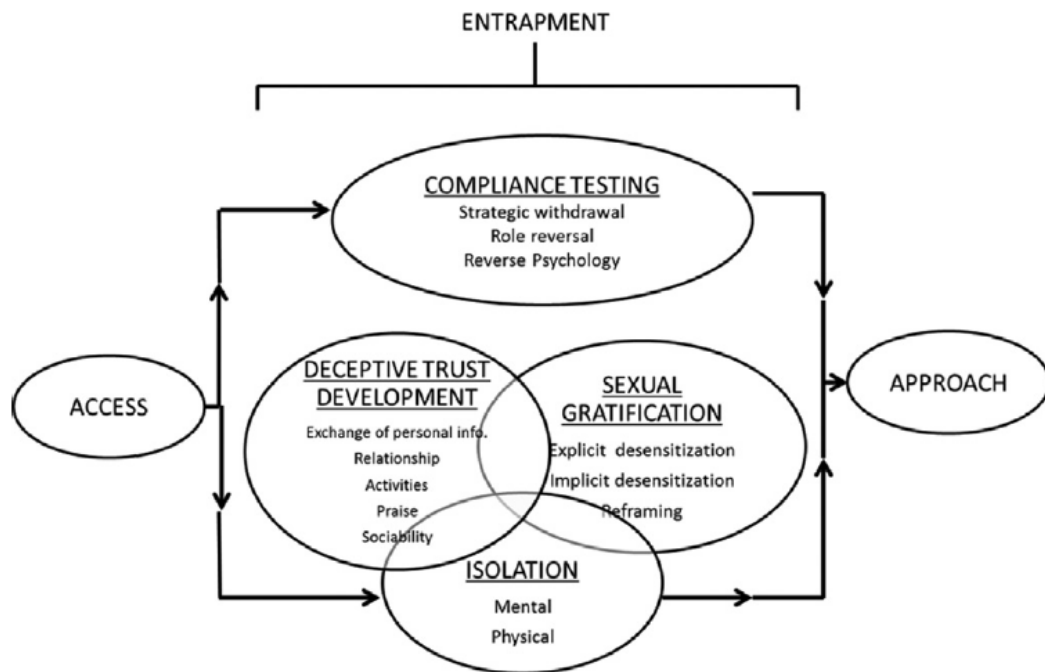 ENTRAPMENT
COMPLIANCE TESTING
Strategic withdrawal
Role reversal
Reverse Psychology
ACCESS
DECEPTIVE TRUST
DEVELOPMENT
Exchange of personal info.
Relationship
Activities
Praise
Sociability
SEXUAL
GRATIFICATION
Explicit desensitization
Implicit desensitization
Reframing
ISOLATION
Mental
Physical
APPROACH